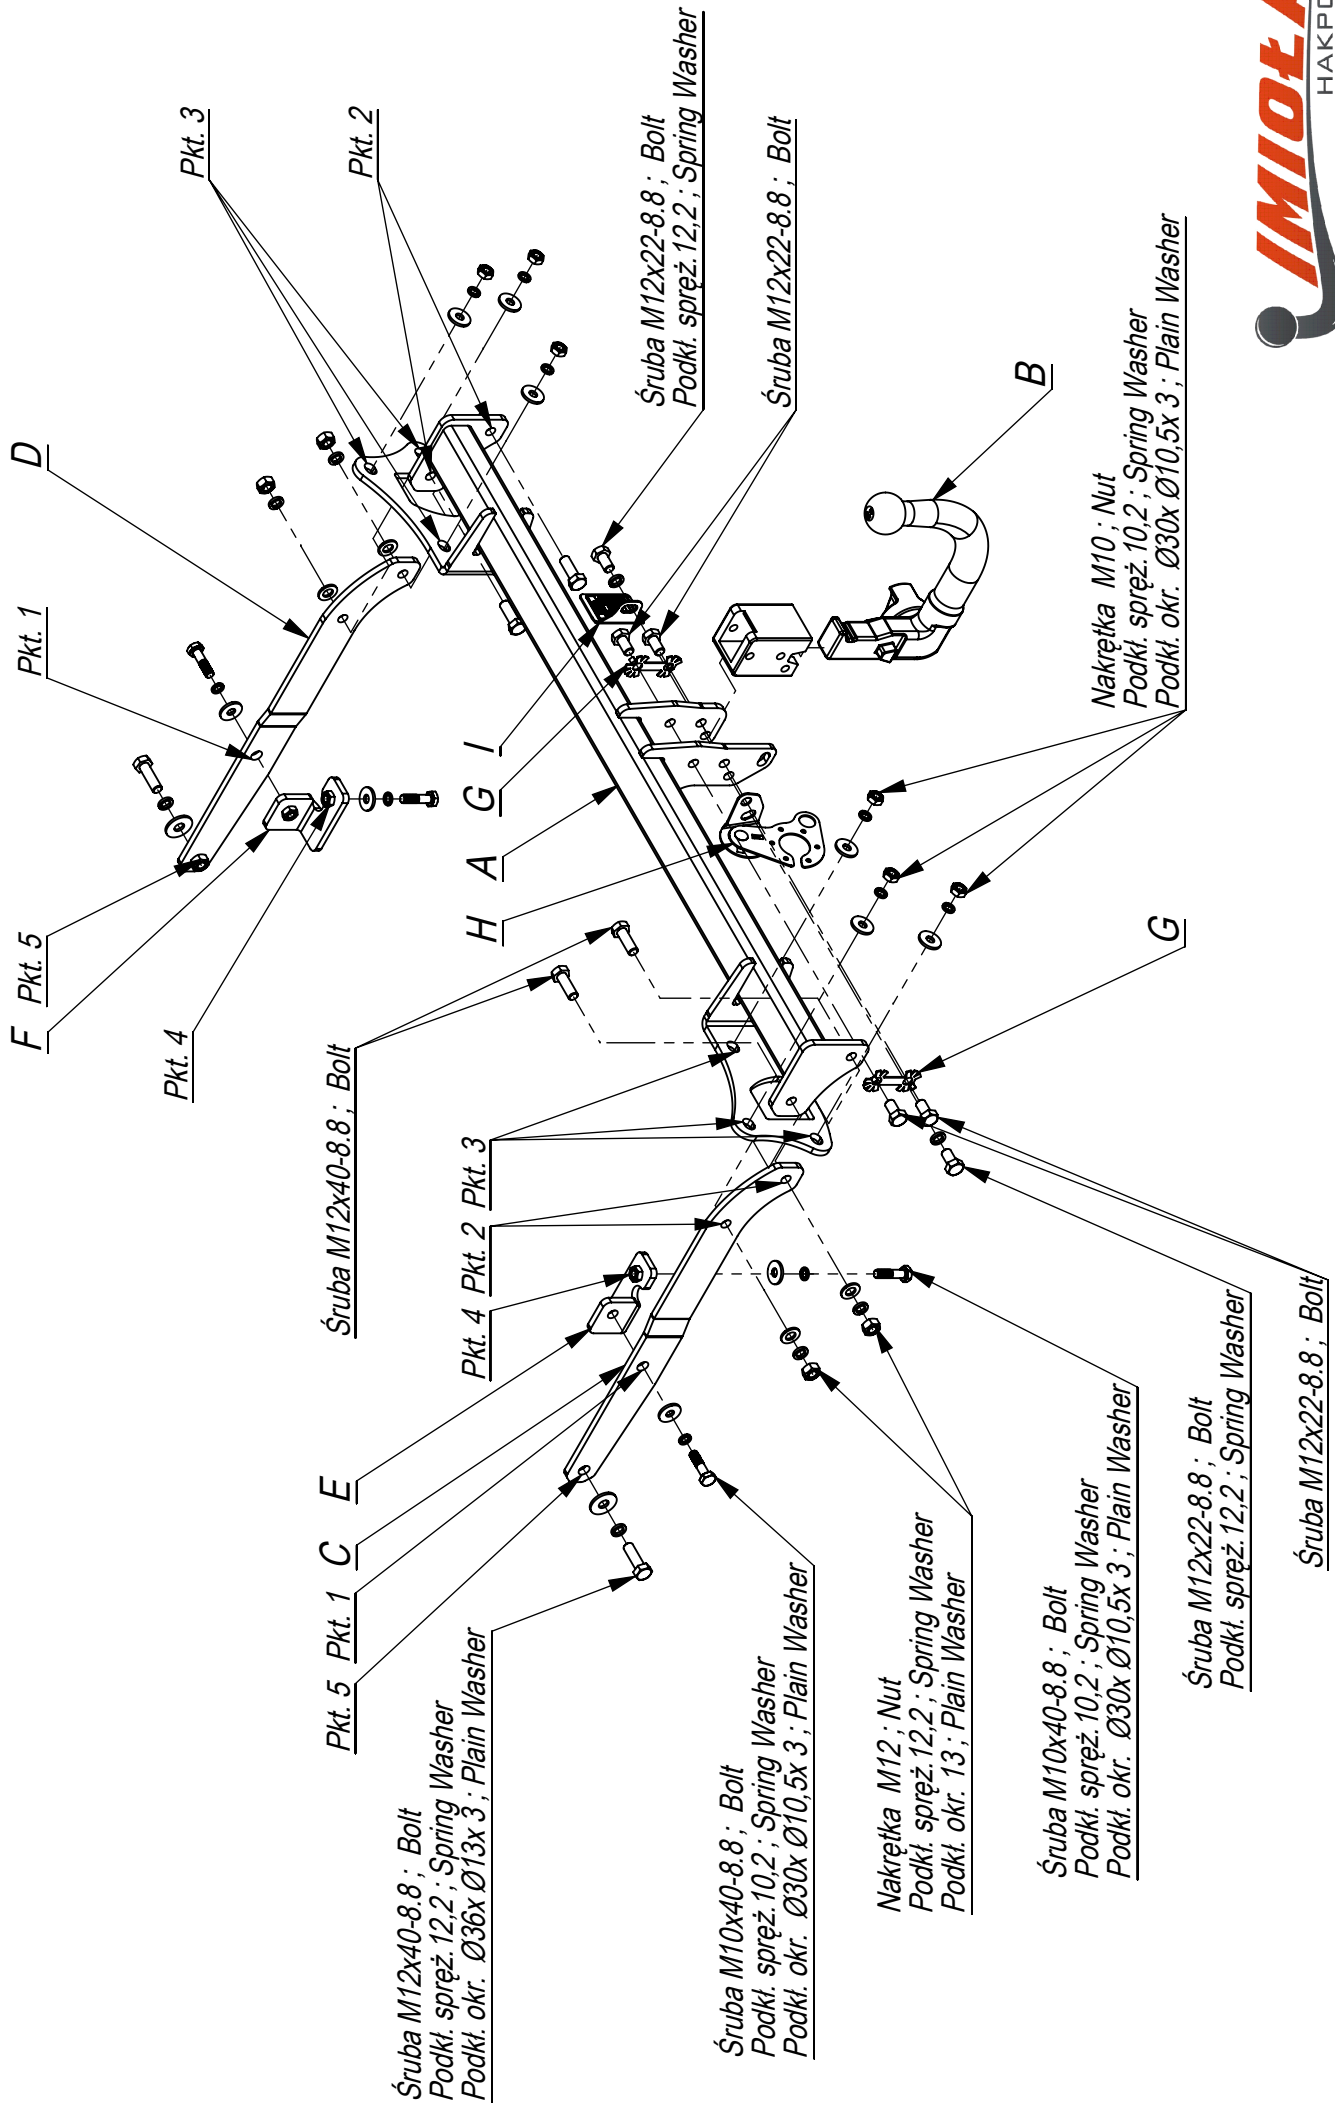 Pkt. 3
Pkt. 2
Śruba M12x22-8.8 ; Bolt
Podkł. spręż.12,2 ; Spring Washer
Śruba M12x22-8.8 ; Bolt
B
Nakrętka M10 ; Nut
Podkł. spręż.10,2 ; Spring Washer
Podkł. okr. Ø30x Ø10,5x 3 ; Plain Washer
D
Pkt. 1
I
G
A
H
G
F
Pkt. 5
Pkt. 4
Śruba M12x40-8.8 ; Bolt
Pkt. 3
Pkt. 2
Pkt. 4
E
C
Pkt. 1
Pkt. 5
Śruba M12x40-8.8 ; Bolt
Podkł. spręż.12,2 ; Spring Washer
Podkł. okr. Ø36x Ø13x 3 ; Plain Washer
Śruba M10x40-8.8 ; Bolt
Podkł. spręż.10,2 ; Spring Washer
Podkł. okr. Ø30x Ø10,5x 3 ; Plain Washer
Nakrętka M12 ; Nut
Podkł. spręż.12,2 ; Spring Washer
Podkł. okr. 13 ; Plain Washer
Śruba M10x40-8.8 ; Bolt
Podkł. spręż.10,2 ; Spring Washer
Podkł. okr. Ø30x Ø10,5x 3 ; Plain Washer
Śruba M12x22-8.8 ; Bolt
Podkł. spręż.12,2 ; Spring Washer
Śruba M12x22-8.8 ; Bolt
IMIOŁA